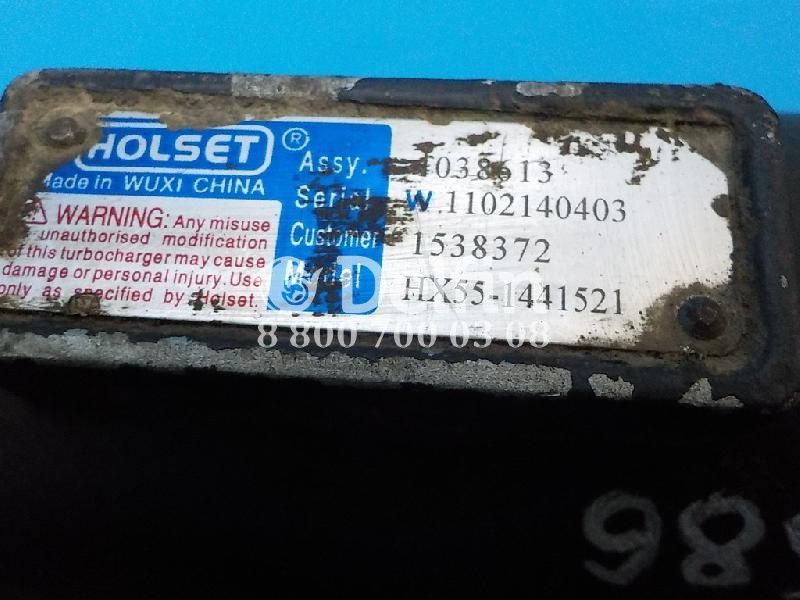 HOLSET ®
Made in WUXI CHINA
WARNING: Any misuse
unauthorised modification
of this turbocharger may cause
damage or personal injury. Use
only as specified by Holset.
Assy. 4038613
Serial W.1102140403
Customer 1538372
Model HX55-1441521
8 800 700 03 08
98